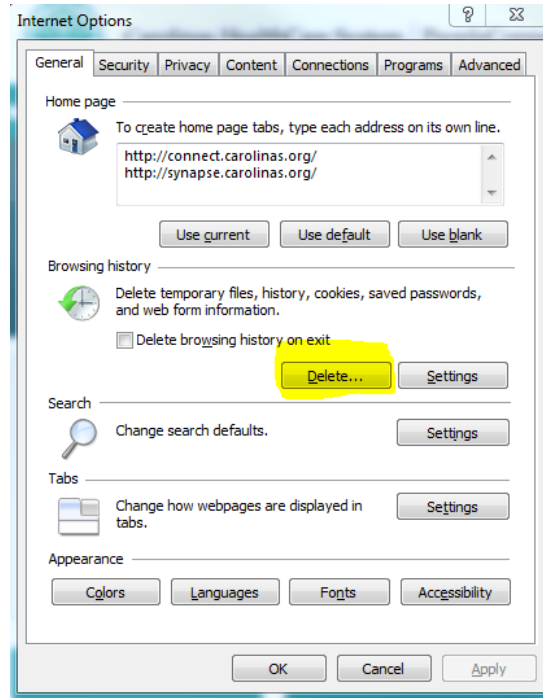 Internet Options
General Security Privacy Content Connections Programs Advanced
Home page
To create home page tabs, type each address on its own line.
http://connect.carolinas.org/
http://synapse.carolinas.org/
Use current Use default Use blank
Browsing history
Delete temporary files, history, cookies, saved passwords,
and web form information.
Delete browsing history on exit
Delete... Settings
Search
Change search defaults.
Settings
Tabs
Change how webpages are displayed in
tabs.
Settings
Appearance
Colors Languages Fonts Accessibility
OK Cancel Apply